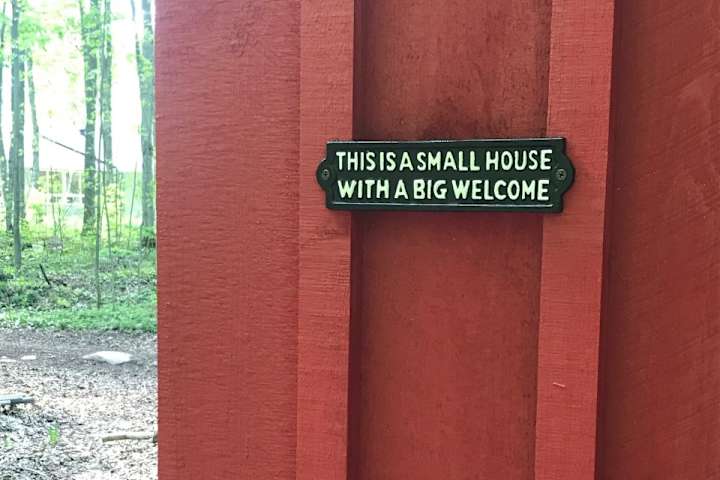 THIS IS A SMALL HOUSE
WITH A BIG WELCOME